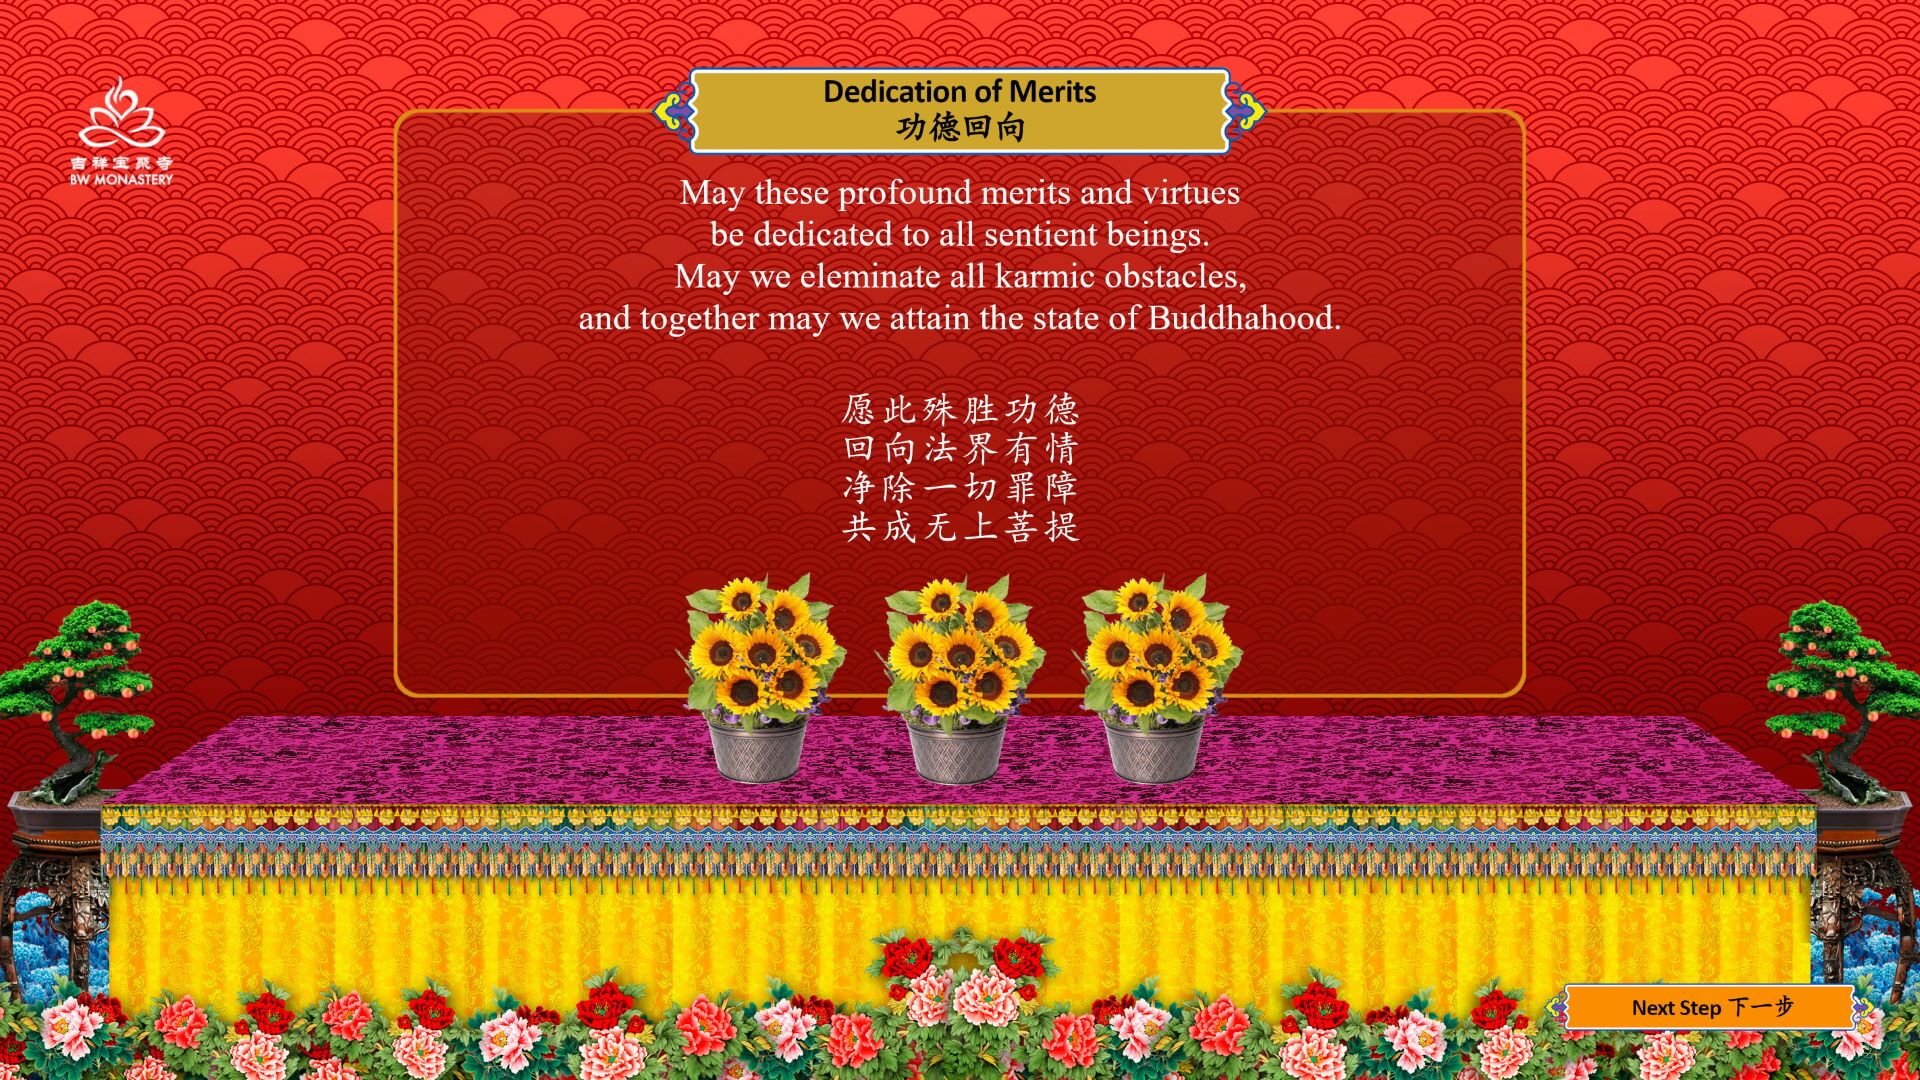 吉祥宝聚寺
BW MONASTERY
Dedication of Merits
功德回向
May these profound merits and virtues
be dedicated to all sentient beings.
May we eleminate all karmic obstacles,
and together may we attain the state of Buddhahood.
愿此殊胜功德
回向法界有情
净除一切罪障
共成无上菩提
Next Step 下一步